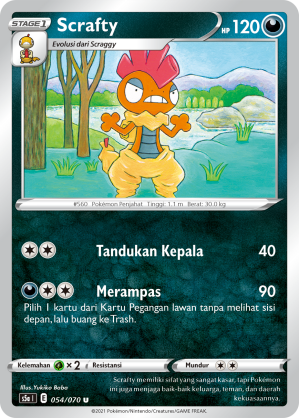 STAGE 1 Scrafty HP 120
Evolusi dari Scraggy
#560 Pokémon Penjahat Tinggi: 1.1 m Berat: 30.0 kg
Tandukan Kepala 40
Merampas 90
Pilih 1 kartu dari Kartu Pegangan lawan tanpa melihat sisi
depan, lalu buang ke Trash.
Kelemahan ×2 Resistansi Mundur
Illus. Yukiko Baba
s5a I E 054/070 U
Scrafty memiliki sifat yang sangat kasar, tapi Pokémon
ini juga menjaga baik-baik keluarga, teman, dan daerah
kekuasaannya.
©2021 Pokémon/Nintendo/Creatures/GAME FREAK.